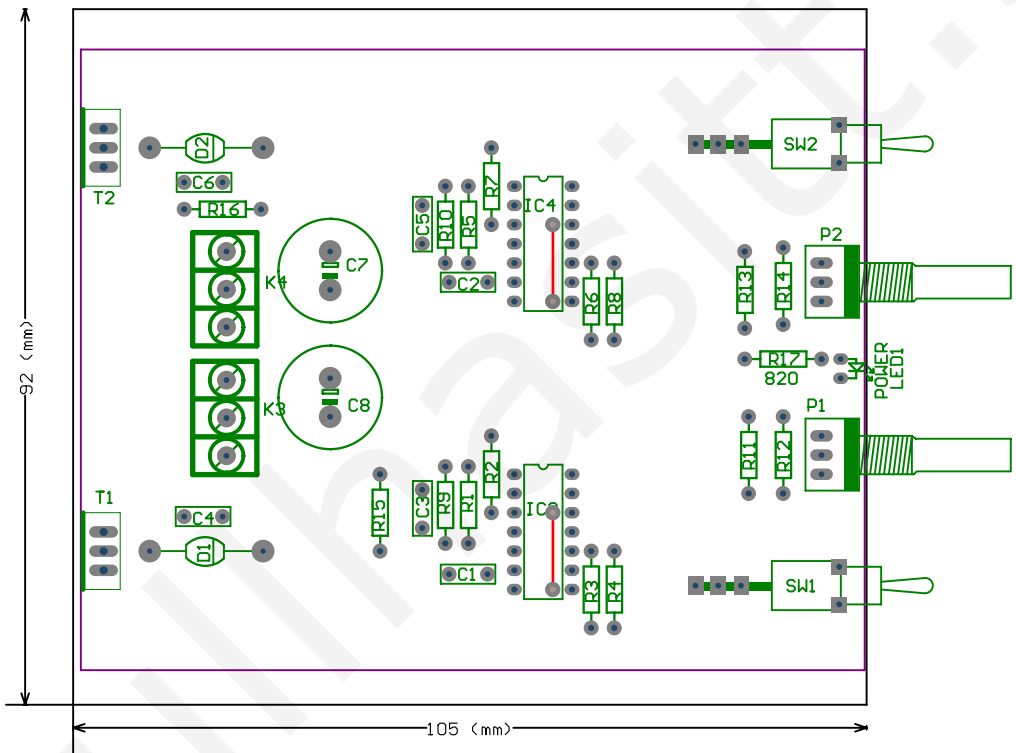 D2
SW2
C6
T2
R16
R7
IC4
C5
R10
R5
P2
C7
K4
C2
R13
R14
R6
R8
R17
820
POWER
LED1
92 (mm)
K3
C8
P1
R11
R12
R2
T1
R15
C3
R9
R1
C4
D1
C1
R3
R4
SW1
105 (mm)